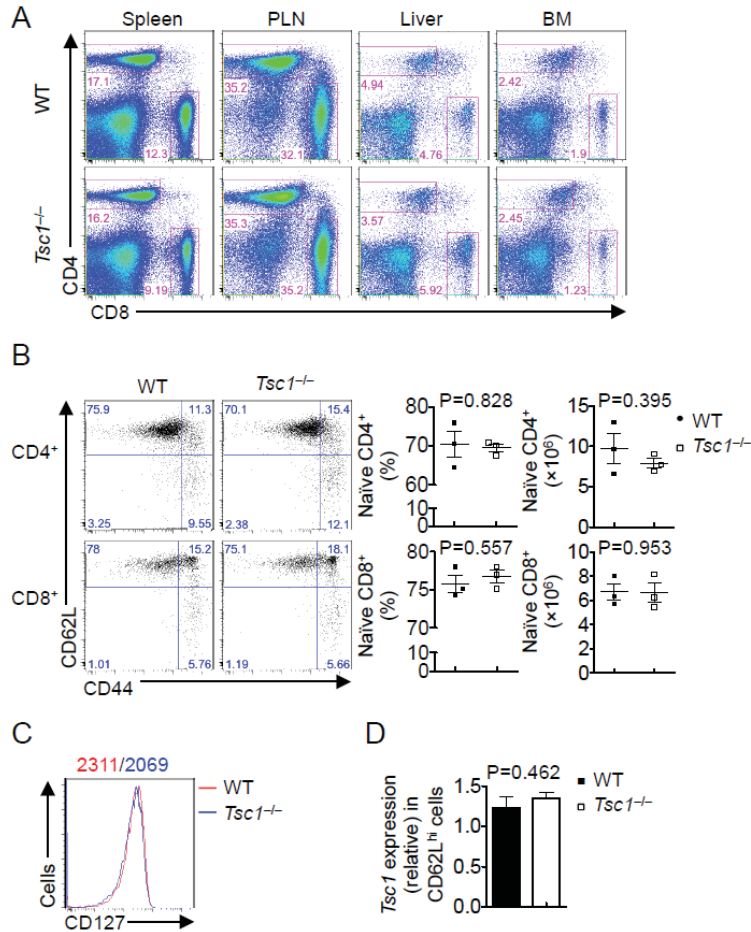 A
Spleen PLN Liver BM
WT
17.1 12.3 35.2 32.1 4.94 4.76 2.42 1.9
Tsc1–/–
16.2 9.19 35.3 35.2 3.57 5.92 2.45 1.23
CD4
CD8
B
WT Tsc1–/–
CD4+
75.9 11.3 70.1 15.4
3.25 9.55 2.38 12.1
CD8+
78 15.2 75.1 18.1
1.01 5.76 1.19 5.66
CD62L
CD44
P=0.828
Naïve CD4+
(%)
80
70
60
10
0
P=0.395
Naïve CD4+
(×10⁶)
15
10
5
0
WT
Tsc1–/–
P=0.557
Naïve CD8+
(%)
80
75
70
10
0
P=0.953
Naïve CD8+
(×10⁶)
10
8
6
4
2
0
C
2311/2069
WT
Tsc1–/–
Cells
CD127
D
P=0.462
WT
Tsc1–/–
Tsc1 expression
(relative) in
CD62Lhi cells
1.5
1.0
0.5
0.0